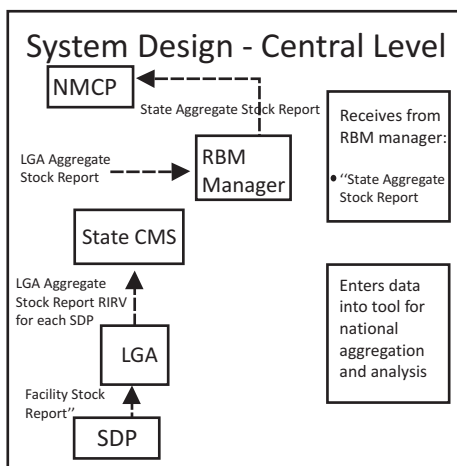 System Design - Central Level
NMCP
State Aggregate Stock Report
LGA Aggregate
Stock Report
RBM
Manager
State CMS
LGA Aggregate
Stock Report RIRV
for each SDP
LGA
Facility Stock
Report”
SDP
Receives from
RBM manager:
• “State Aggregate
Stock Report
Enters data
into tool for
national
aggregation
and analysis